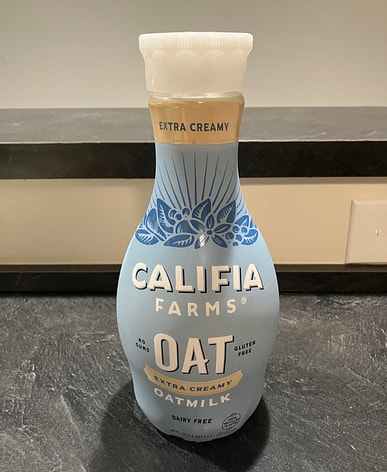 EXTRA CREAMY
CALIFIA
FARMS®
NO
GUMS
OAT
GLUTEN
FREE
EXTRA CREAMY
OATMILK
DAIRY FREE